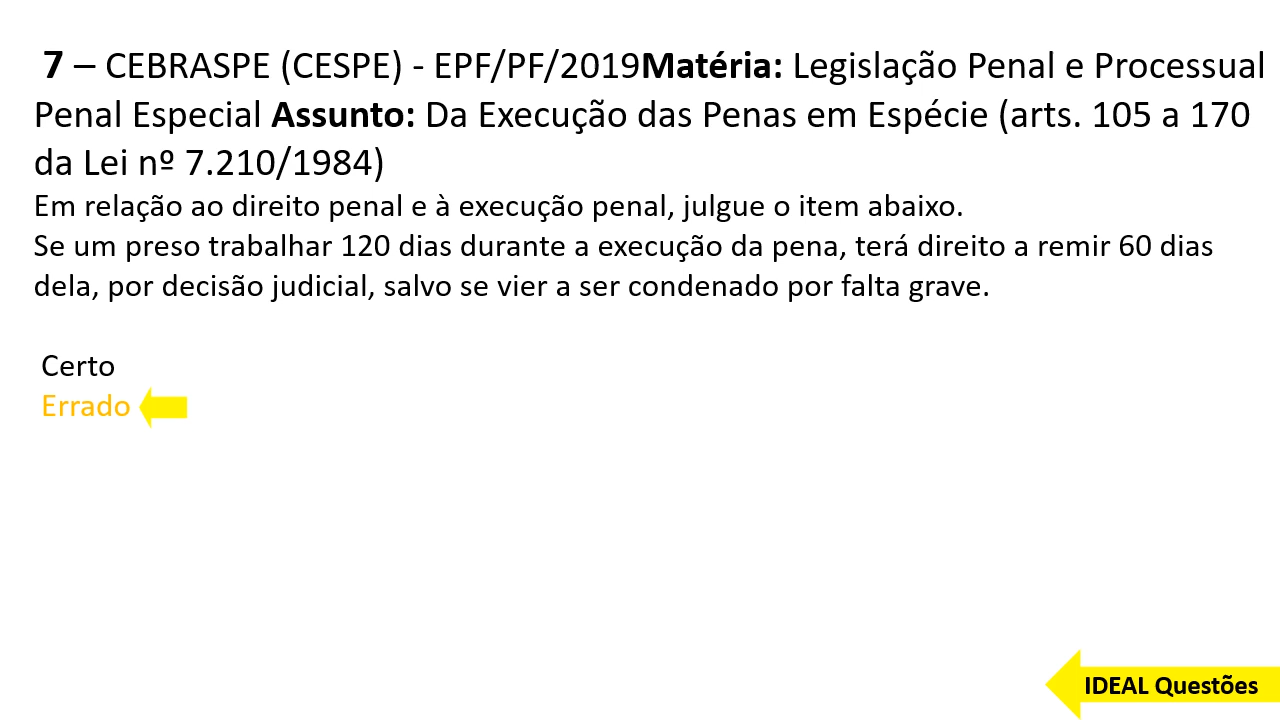 7 – CEBRASPE (CESPE) - EPF/PF/2019Matéria: Legislação Penal e Processual
Penal Especial Assunto: Da Execução das Penas em Espécie (arts. 105 a 170
da Lei nº 7.210/1984)
Em relação ao direito penal e à execução penal, julgue o item abaixo.
Se um preso trabalhar 120 dias durante a execução da pena, terá direito a remir 60 dias
dela, por decisão judicial, salvo se vier a ser condenado por falta grave.
Certo
Errado
IDEAL Questões